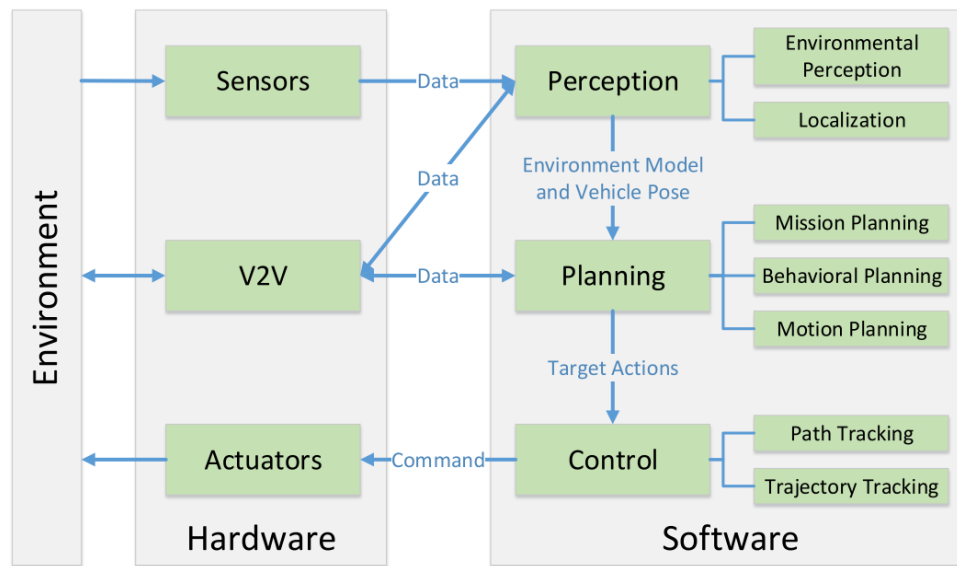 Environment
Sensors
Data
Perception
Environmental
Perception
Localization
Data
Environment Model
and Vehicle Pose
V2V
Data
Planning
Mission Planning
Behavioral Planning
Motion Planning
Target Actions
Actuators
Command
Control
Path Tracking
Trajectory Tracking
Hardware
Software